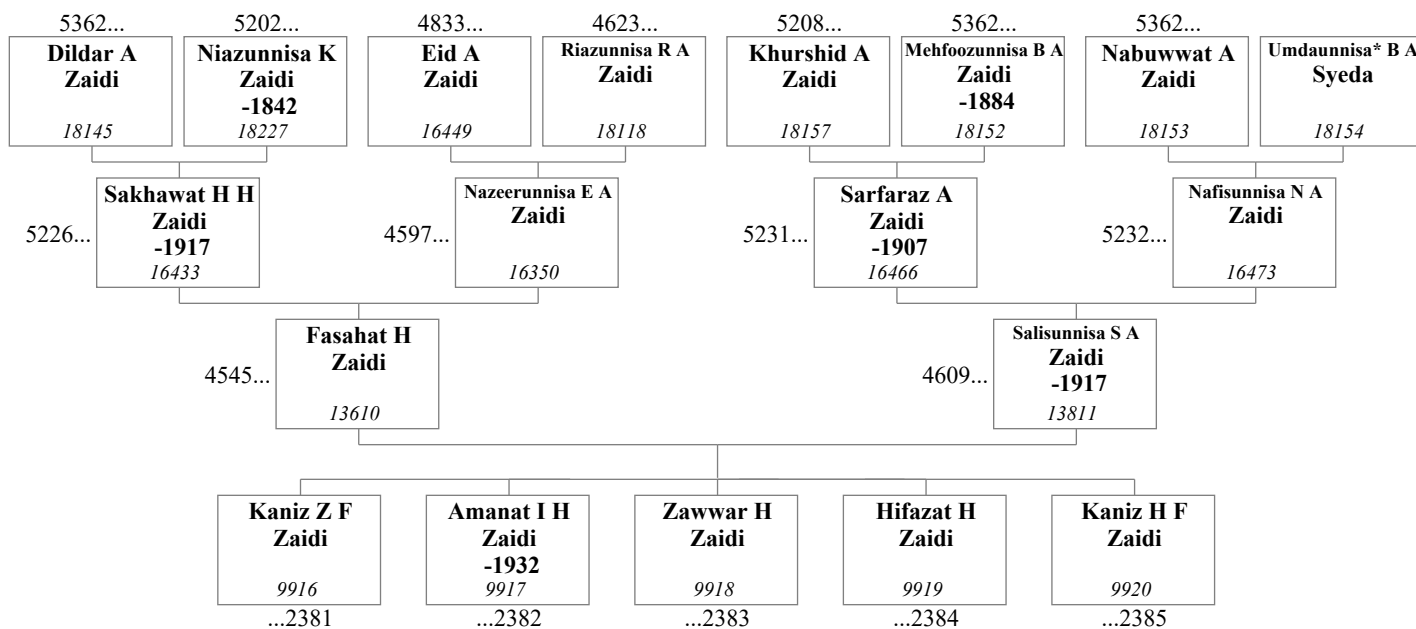 5362... 5202... 4833... 4623... 5208... 5362... 5362...
Dildar A
Zaidi
18145
Niazunnisa K
Zaidi
-1842
18227
Eid A
Zaidi
16449
Riazunnisa R A
Zaidi
18118
Khurshid A
Zaidi
18157
Mehfoozunnisa B A
Zaidi
-1884
18152
Nabuwwat A
Zaidi
18153
Umdaunnisa* B A
Syeda
18154
5226...
Sakhawat H H
Zaidi
-1917
16433
4597...
Nazeerunnisa E A
Zaidi
16350
5231...
Sarfaraz A
Zaidi
-1907
16466
5232...
Nafisunnisa N A
Zaidi
16473
4545...
Fasahat H
Zaidi
13610
4609...
Salisunnisa S A
Zaidi
-1917
13811
Kaniz Z F
Zaidi
9916
...2381
Amanat I H
Zaidi
-1932
9917
...2382
Zawwar H
Zaidi
9918
...2383
Hifazat H
Zaidi
9919
...2384
Kaniz H F
Zaidi
9920
...2385